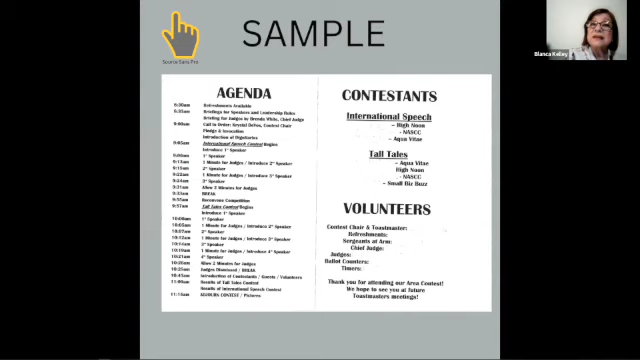 SAMPLE
Source Sans Pro
Blanca Kelley
AGENDA
8:30am Refreshments Available
8:35am Briefings for Speakers and Leadership Roles
Briefing for Judges by Brenda White, Chief Judge
9:00am Call to Order: Krystal DeVos, Contest Chair
Pledge & Invocation
Introduction of Dignitaries
9:05am International Speech Contest Begins
Introduce 1st Speaker
1st Speaker
1 Minute for Judges / Introduce 2nd Speaker
9:15am 2nd Speaker
9:22am 1 Minute for Judges / Introduce 3rd Speaker
9:24am 3rd Speaker
9:31am Allow 2 Minutes for Judges
9:33am BREAK
Reconvene Competition
9:57am Tall Tales Contest Begins
Introduce 1st Speaker
1st Speaker
10:05am 1 Minute for Judges / Introduce 2nd Speaker
10:07am 2nd Speaker
10:12am 1 Minute for Judges / Introduce 3rd Speaker
10:14am 3rd Speaker
10:19am 1 Minute for Judges / Introduce 4th Speaker
10:21am 4th Speaker
10:26am Allow 2 Minutes for Judges
Judges Dismissed / BREAK
10:45am Introduction of Contestants / Guests / Volunteers
11:00am Results of Tall Tales Contest
Results of International Speech Contest
11:15am ADJOURN CONTEST / Pictures
CONTESTANTS
International Speech
– High Noon
- NASCC
– Aqua Vitae
Tall Tales
– Aqua Vitae
High Noon
- NASCC
– Small Biz Buzz
VOLUNTEERS
Contest Chair & Toastmaster:
Refreshments:
Sergeants at Arm:
Chief Judge:
Judges:
Ballot Counters:
Timers:
Thank you for attending our Area Contest!
We hope to see you at future
Toastmasters meetings!